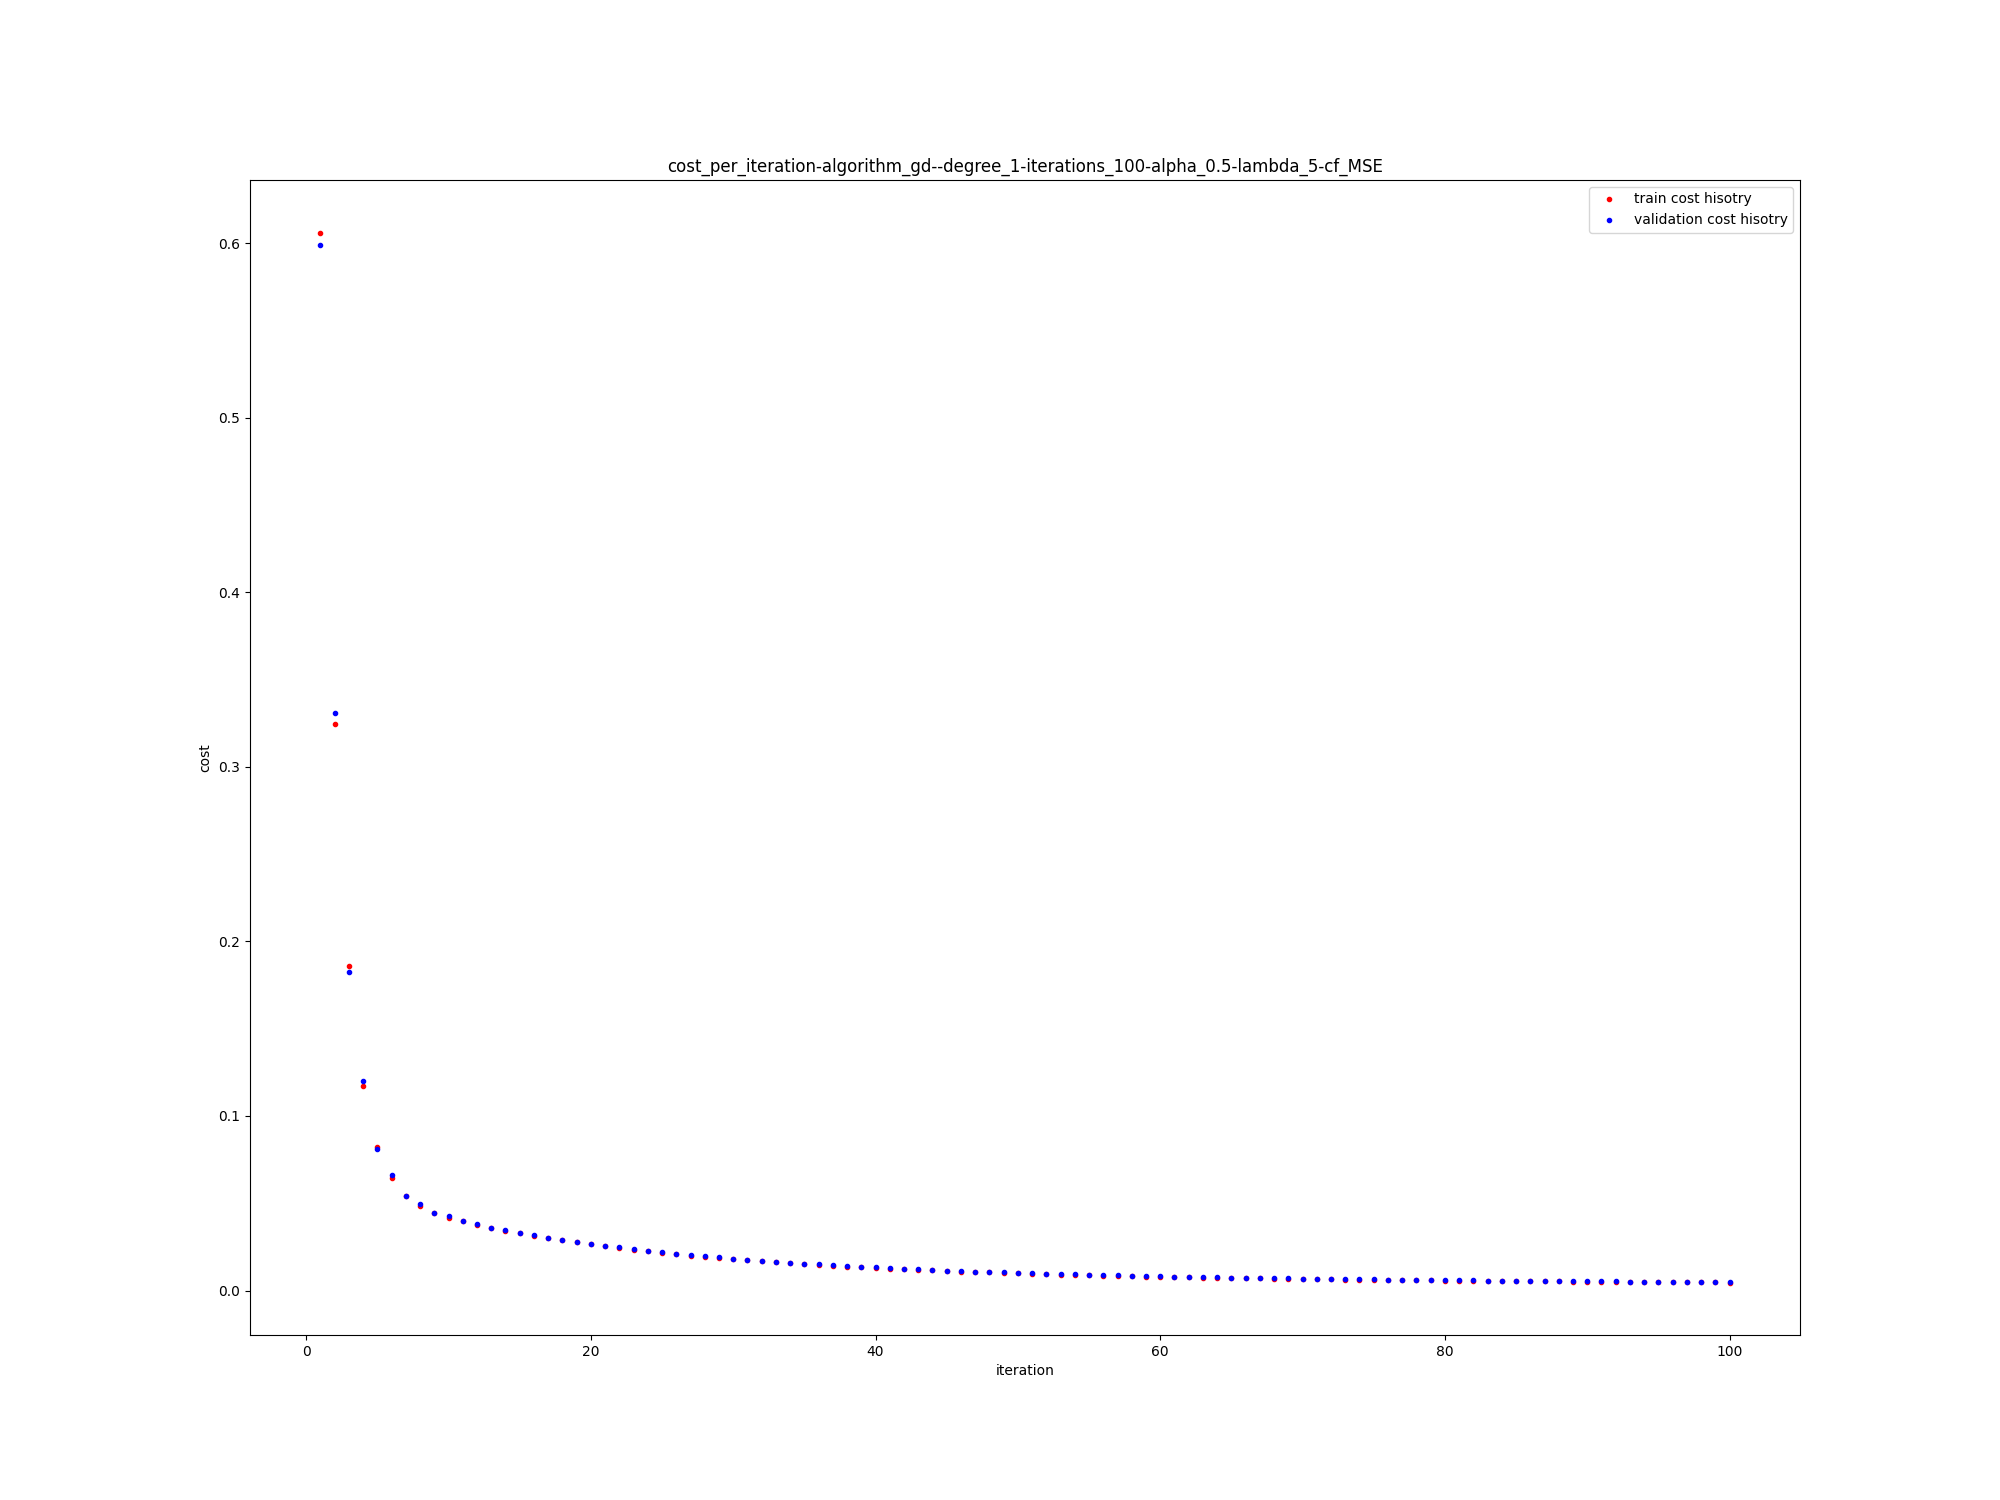 cost_per_iteration-algorithm_gd--degree_1-iterations_100-alpha_0.5-lambda_5-cf_MSE
train cost hisotry
validation cost hisotry
0.6
0.5
0.4
0.3
0.2
0.1
0.0
cost
0 20 40 60 80 100
iteration